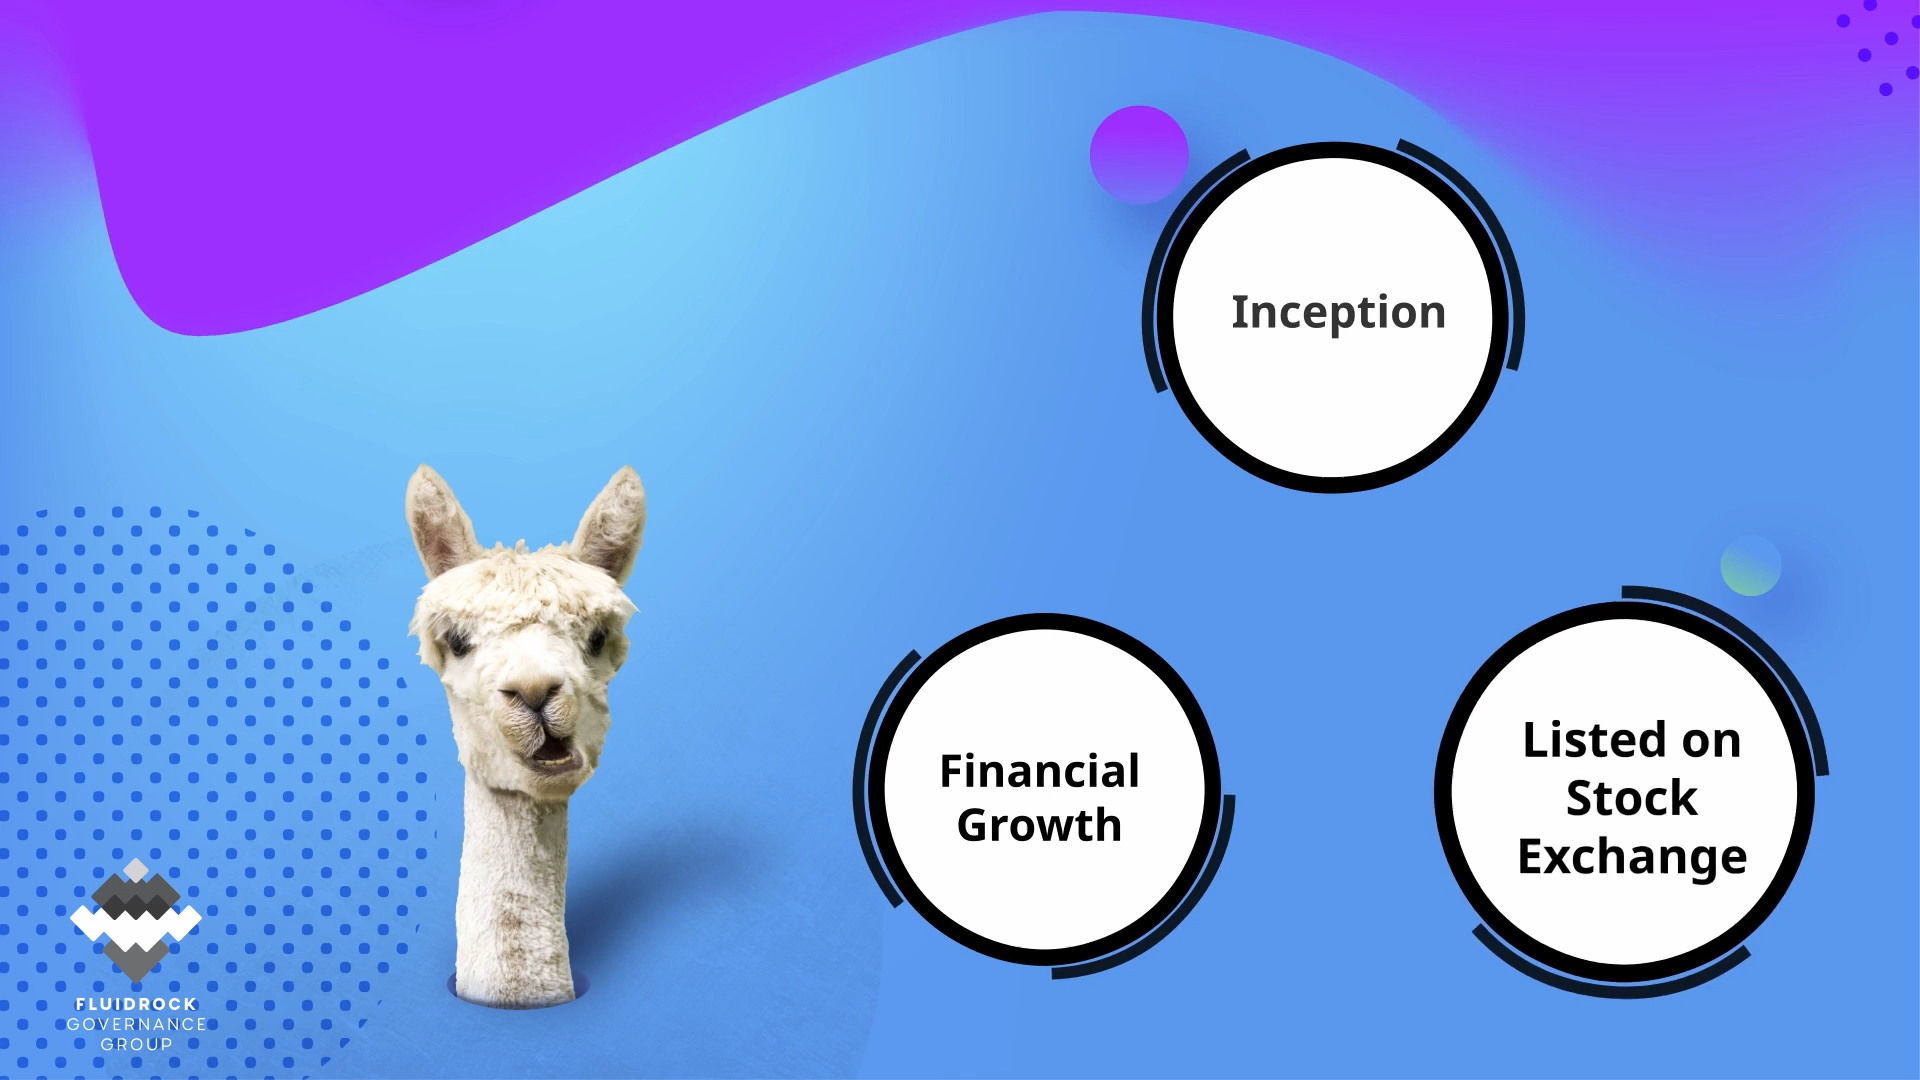 Inception
Financial
Growth
Listed on
Stock
Exchange
FLUIDROCK
GOVERNANCE
GROUP